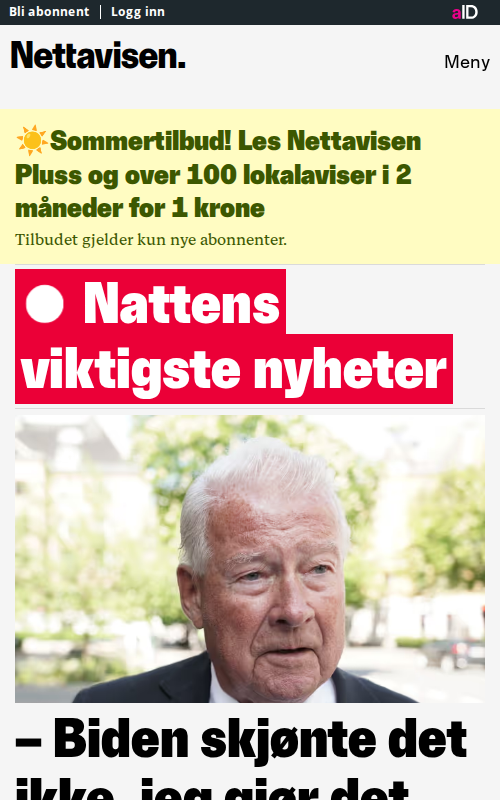 Bli abonnent
Logg inn
aID
Nettavisen.
Meny
☀️Sommertilbud! Les Nettavisen
Pluss og over 100 lokalaviser i 2
måneder for 1 krone
Tilbudet gjelder kun nye abonnenter.
Nattens
viktigste nyheter
– Biden skjønte det
ikke, jeg gjør det